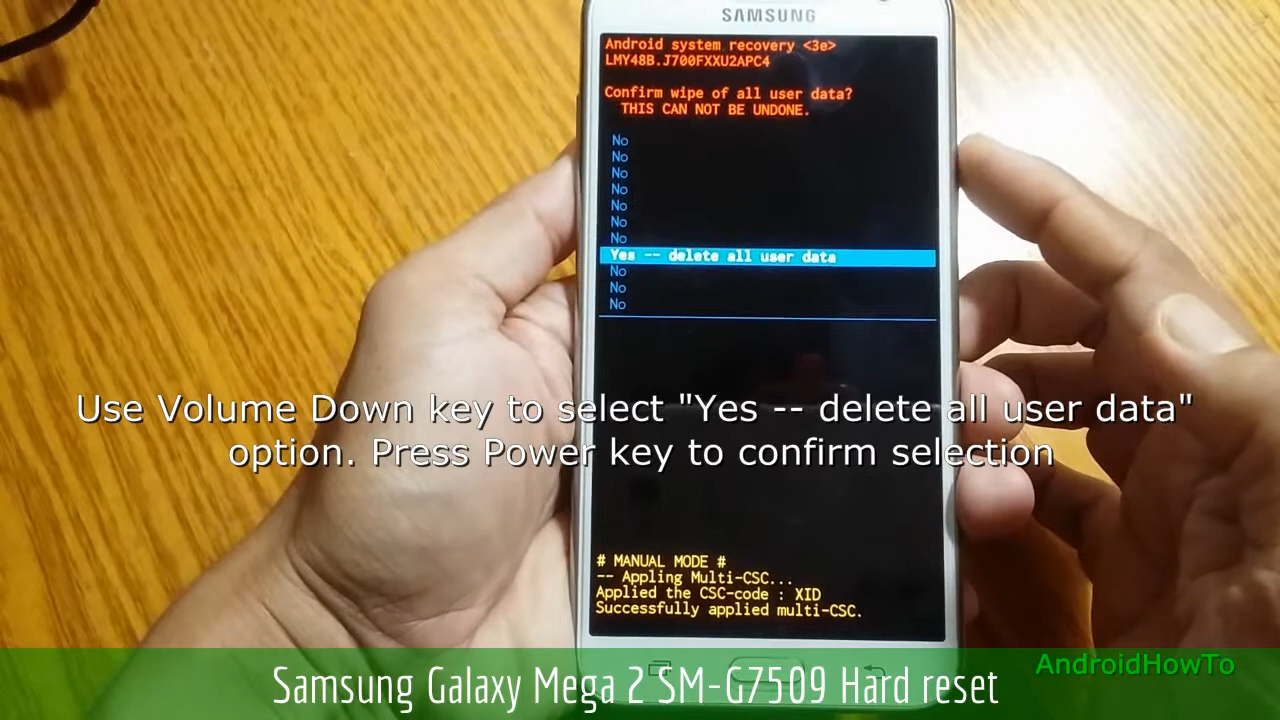 SAMSUNG
Android system recovery <3e>
LMY48B.J700FXXU2APC4
Confirm wipe of all user data?
THIS CAN NOT BE UNDONE.
No
No
No
No
No
No
No
Yes -- delete all user data
No
No
No
Use Volume Down key to select "Yes -- delete all user data"
option. Press Power key to confirm selection
# MANUAL MODE #
-- Appling Multi-CSC...
Applied the CSC-code : XID
Successfully applied multi-CSC.
AndroidHowTo
Samsung Galaxy Mega 2 SM-G7509 Hard reset